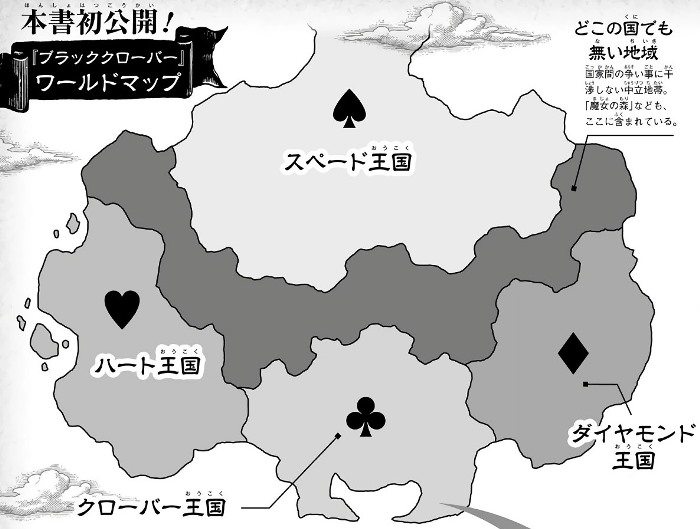 本書初公開!
『ブラッククローバー』
ワールドマップ
どこの国でも
無い地域
国家間の争い事に干
渉しない中立地帯。
「魔女の森」なども、
ここに含まれている。
スペード王国
ハート王国
ダイヤモンド
王国
クローバー王国